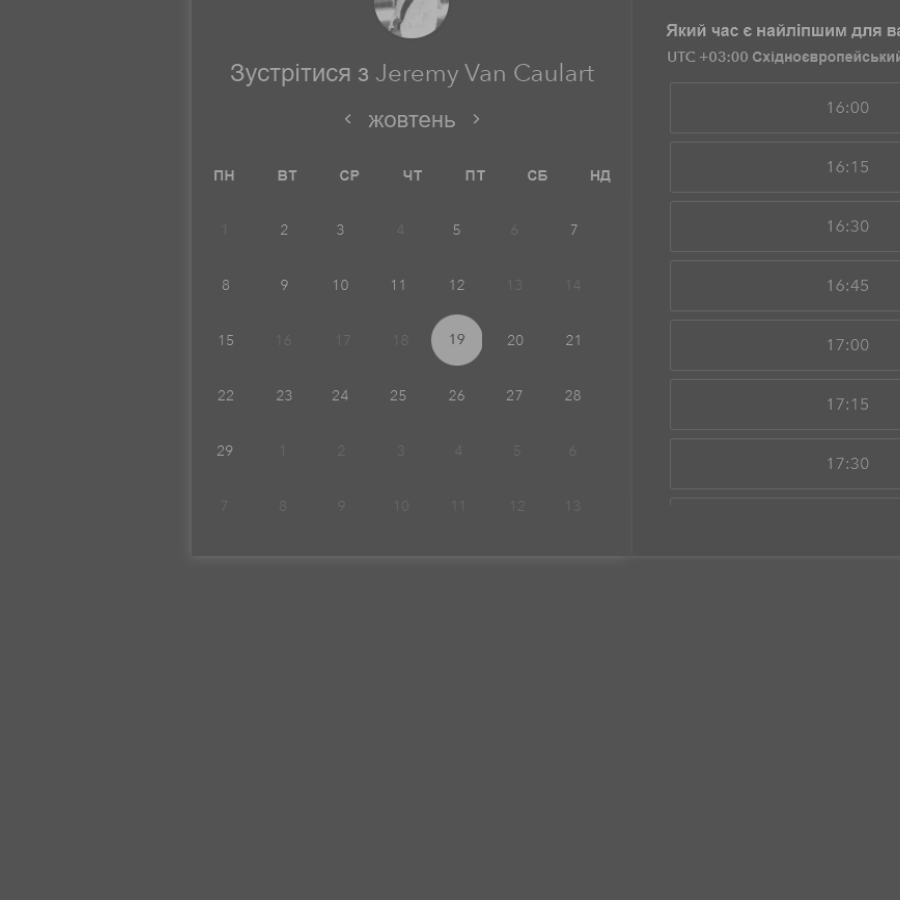 Зустрітися з Jeremy Van Caulart
жовтень
ПН ВТ СР ЧТ ПТ СБ НД
1 2 3 4 5 6 7
8 9 10 11 12 13 14
15 16 17 18 19 20 21
22 23 24 25 26 27 28
29 1 2 3 4 5 6
7 8 9 10 11 12 13
Який час є найліпшим для
UTC +03:00 Східноєвропейський
16:00
16:15
16:30
16:45
17:00
17:15
17:30